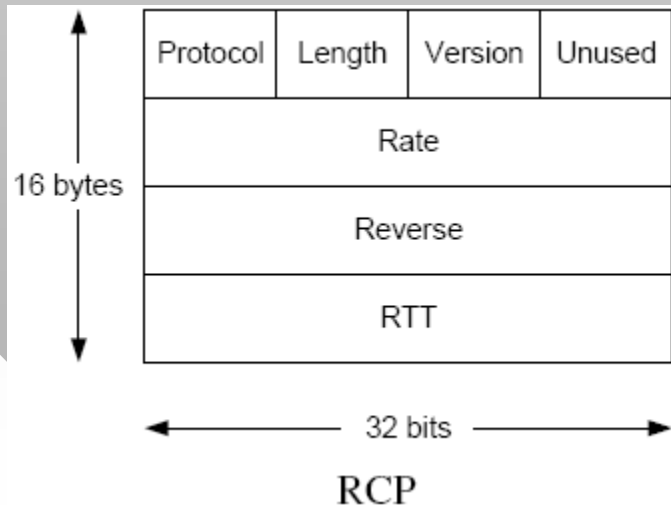 Protocol Length Version Unused
Rate
16 bytes
Reverse
RTT
32 bits
RCP